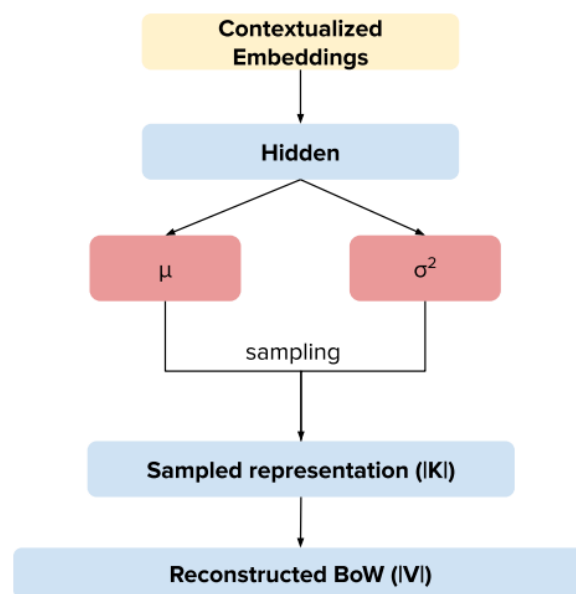 Contextualized
Embeddings
Hidden
μ
σ²
sampling
Sampled representation (|K|)
Reconstructed BoW (|V|)